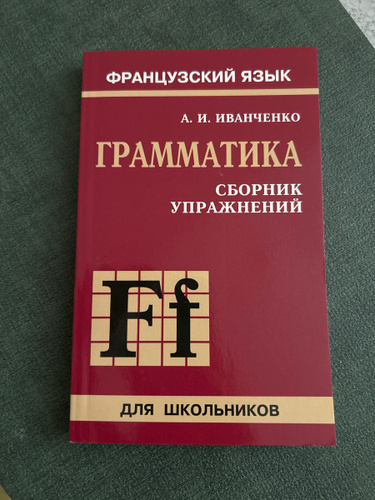 ФРАНЦУЗСКИЙ ЯЗЫК
А. И. ИВАНЧЕНКО
ГРАММАТИКА
СБОРНИК
УПРАЖНЕНИЙ
Ff
ДЛЯ ШКОЛЬНИКОВ